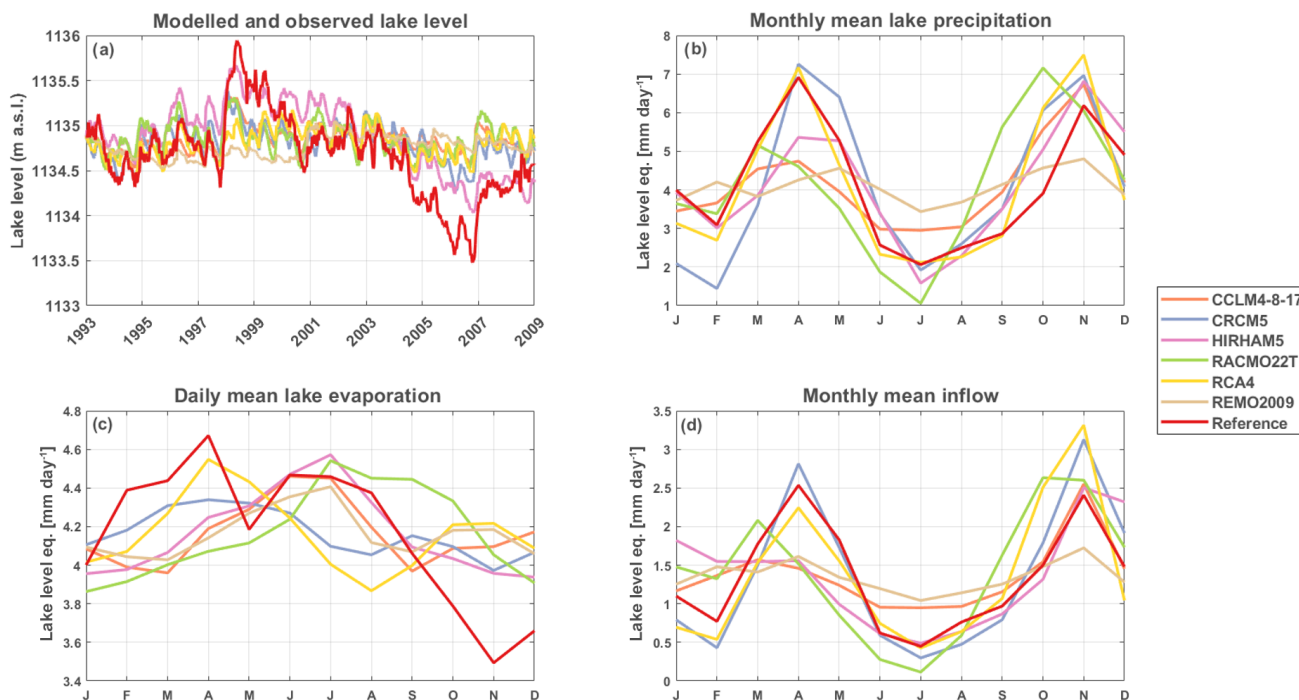 Modelled and observed lake level
(a)
Lake level (m a.s.l.)
1136
1135.5
1135
1134.5
1134
1133.5
1133
1993
1995
1997
1999
2001
2003
2005
2007
2009
Monthly mean lake precipitation
(b)
Lake level eq. [mm day⁻¹]
8
7
6
5
4
3
2
1
J F M A M J J A S O N D
CCLM4-8-17
CRCM5
HIRHAM5
RACMO22T
RCA4
REMO2009
Reference
Daily mean lake evaporation
(c)
Lake level eq. [mm day⁻¹]
4.8
4.6
4.4
4.2
4
3.8
3.6
3.4
J F M A M J J A S O N D
Monthly mean inflow
(d)
Lake level eq. [mm day⁻¹]
3.5
3
2.5
2
1.5
1
0.5
0
J F M A M J J A S O N D